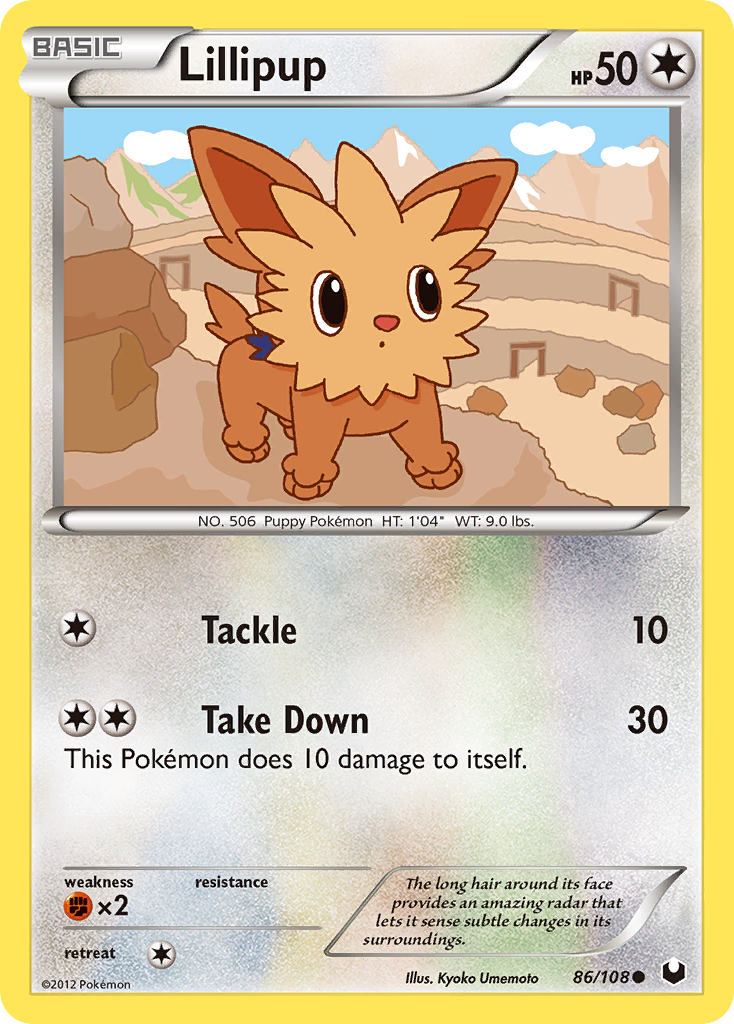 BASIC
Lillipup
HP 50
NO. 506 Puppy Pokémon HT: 1'04" WT: 9.0 lbs.
Tackle 10
Take Down 30
This Pokémon does 10 damage to itself.
weakness resistance
×2
The long hair around its face
provides an amazing radar that
lets it sense subtle changes in its
surroundings.
retreat
©2012 Pokémon
Illus. Kyoko Umemoto 86/108